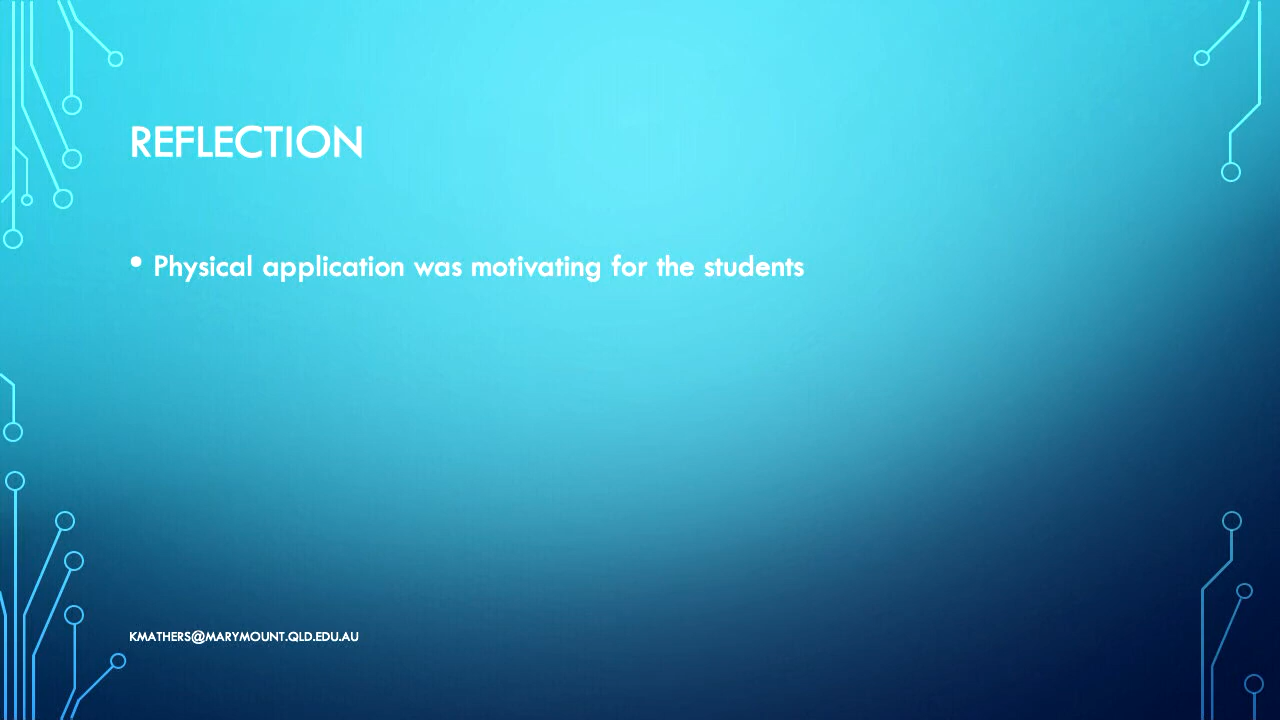 REFLECTION
• Physical application was motivating for the students
KMATHERS@MARYMOUNT.QLD.EDU.AU